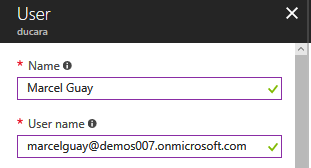 User
ducara
* Name
Marcel Guay
* User name
marcelguay@demos007.onmicrosoft.com